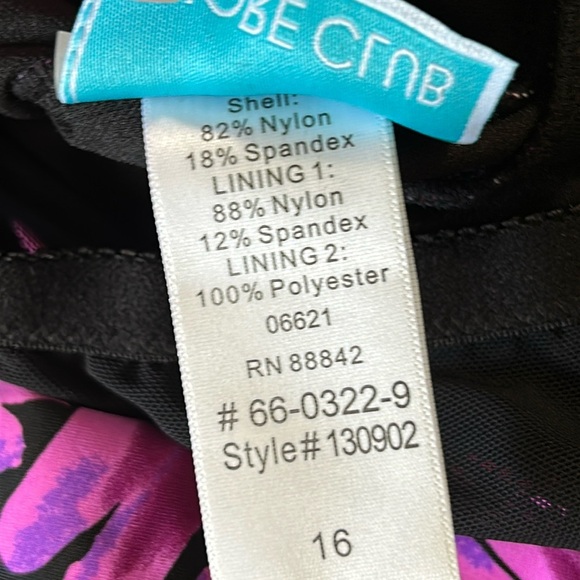 CLUB
Shell:
82% Nylon
18% Spandex
LINING 1:
88% Nylon
12% Spandex
LINING 2:
100% Polyester
06621
RN 88842
# 66-0322-9
Style#130902
16